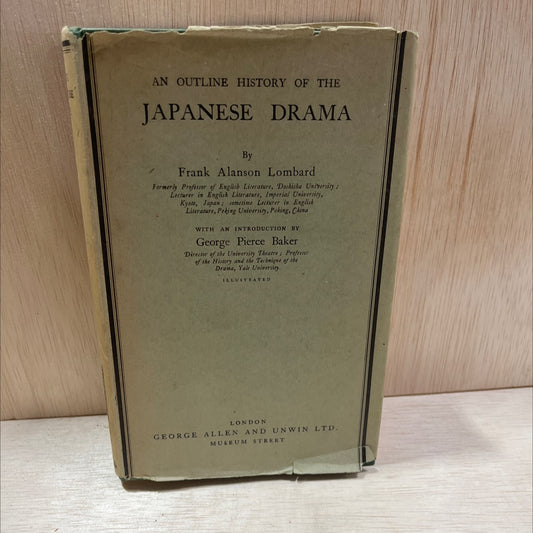 AN OUTLINE HISTORY OF THE
JAPANESE DRAMA
By
Frank Alanson Lombard
Formerly Professor of English Literature, Doshisha University;
Lecturer in English Literature, Imperial University,
Kyoto, Japan; sometime Lecturer in English
Literature, Peking University, Peking, China
WITH AN INTRODUCTION BY
George Pierce Baker
Director of the University Theatre; Professor
of the History and the Technique of the
Drama, Yale University
ILLUSTRATED
LONDON
GEORGE ALLEN AND UNWIN LTD.
MUSEUM STREET